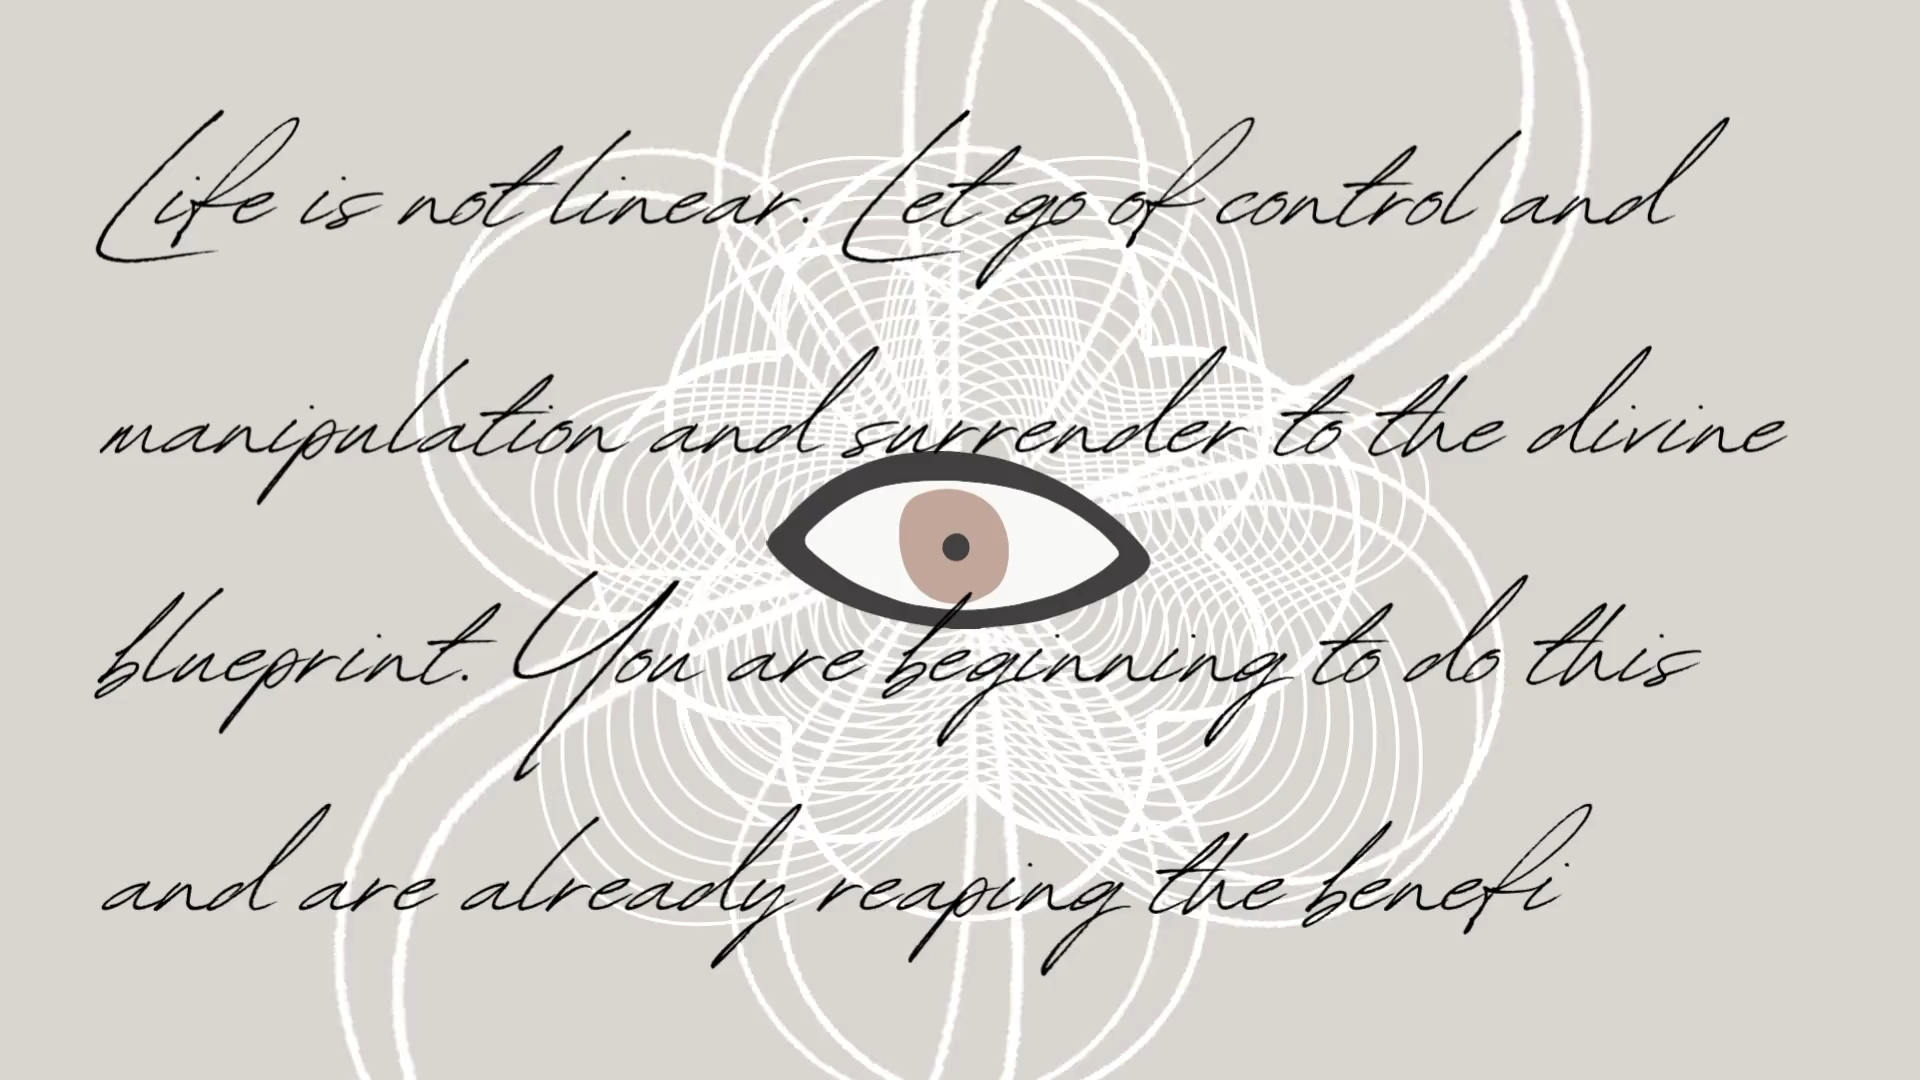 Life is not linear. Let go of control and
manipulation and surrender to the divine
blueprint. You are beginning to do this
and are already reaping the benefi